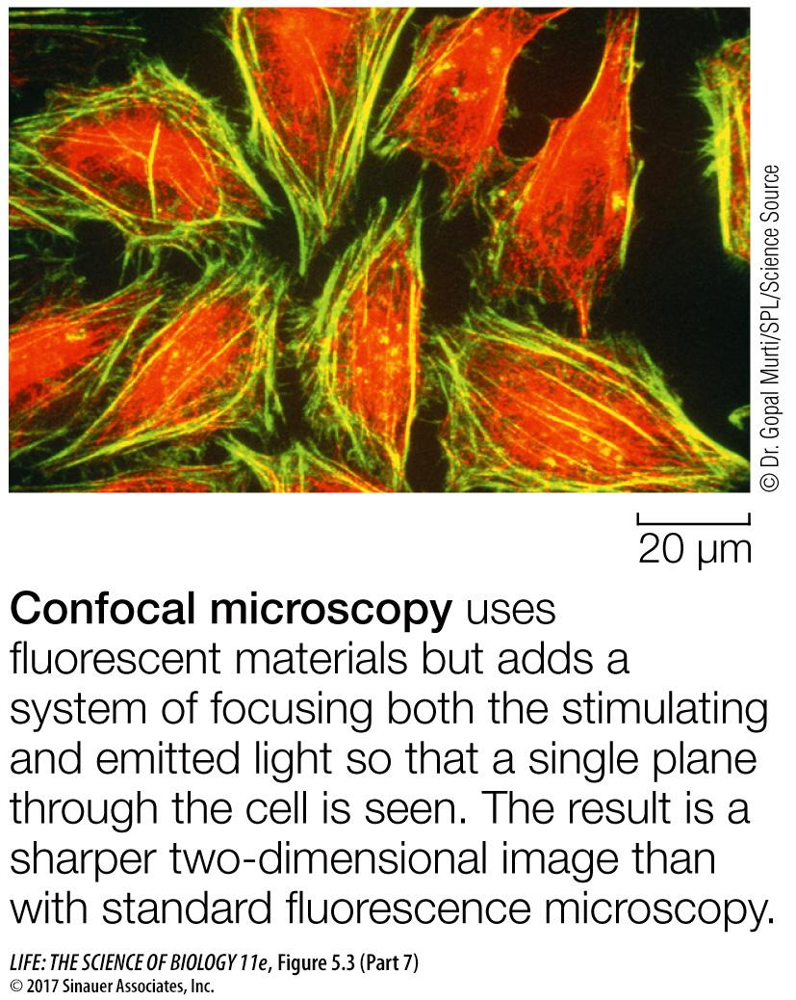 © Dr. Gopal Murti/SPL/Science Source
20 µm
Confocal microscopy uses
fluorescent materials but adds a
system of focusing both the stimulating
and emitted light so that a single plane
through the cell is seen. The result is a
sharper two-dimensional image than
with standard fluorescence microscopy.
LIFE: THE SCIENCE OF BIOLOGY 11e, Figure 5.3 (Part 7)
© 2017 Sinauer Associates, Inc.